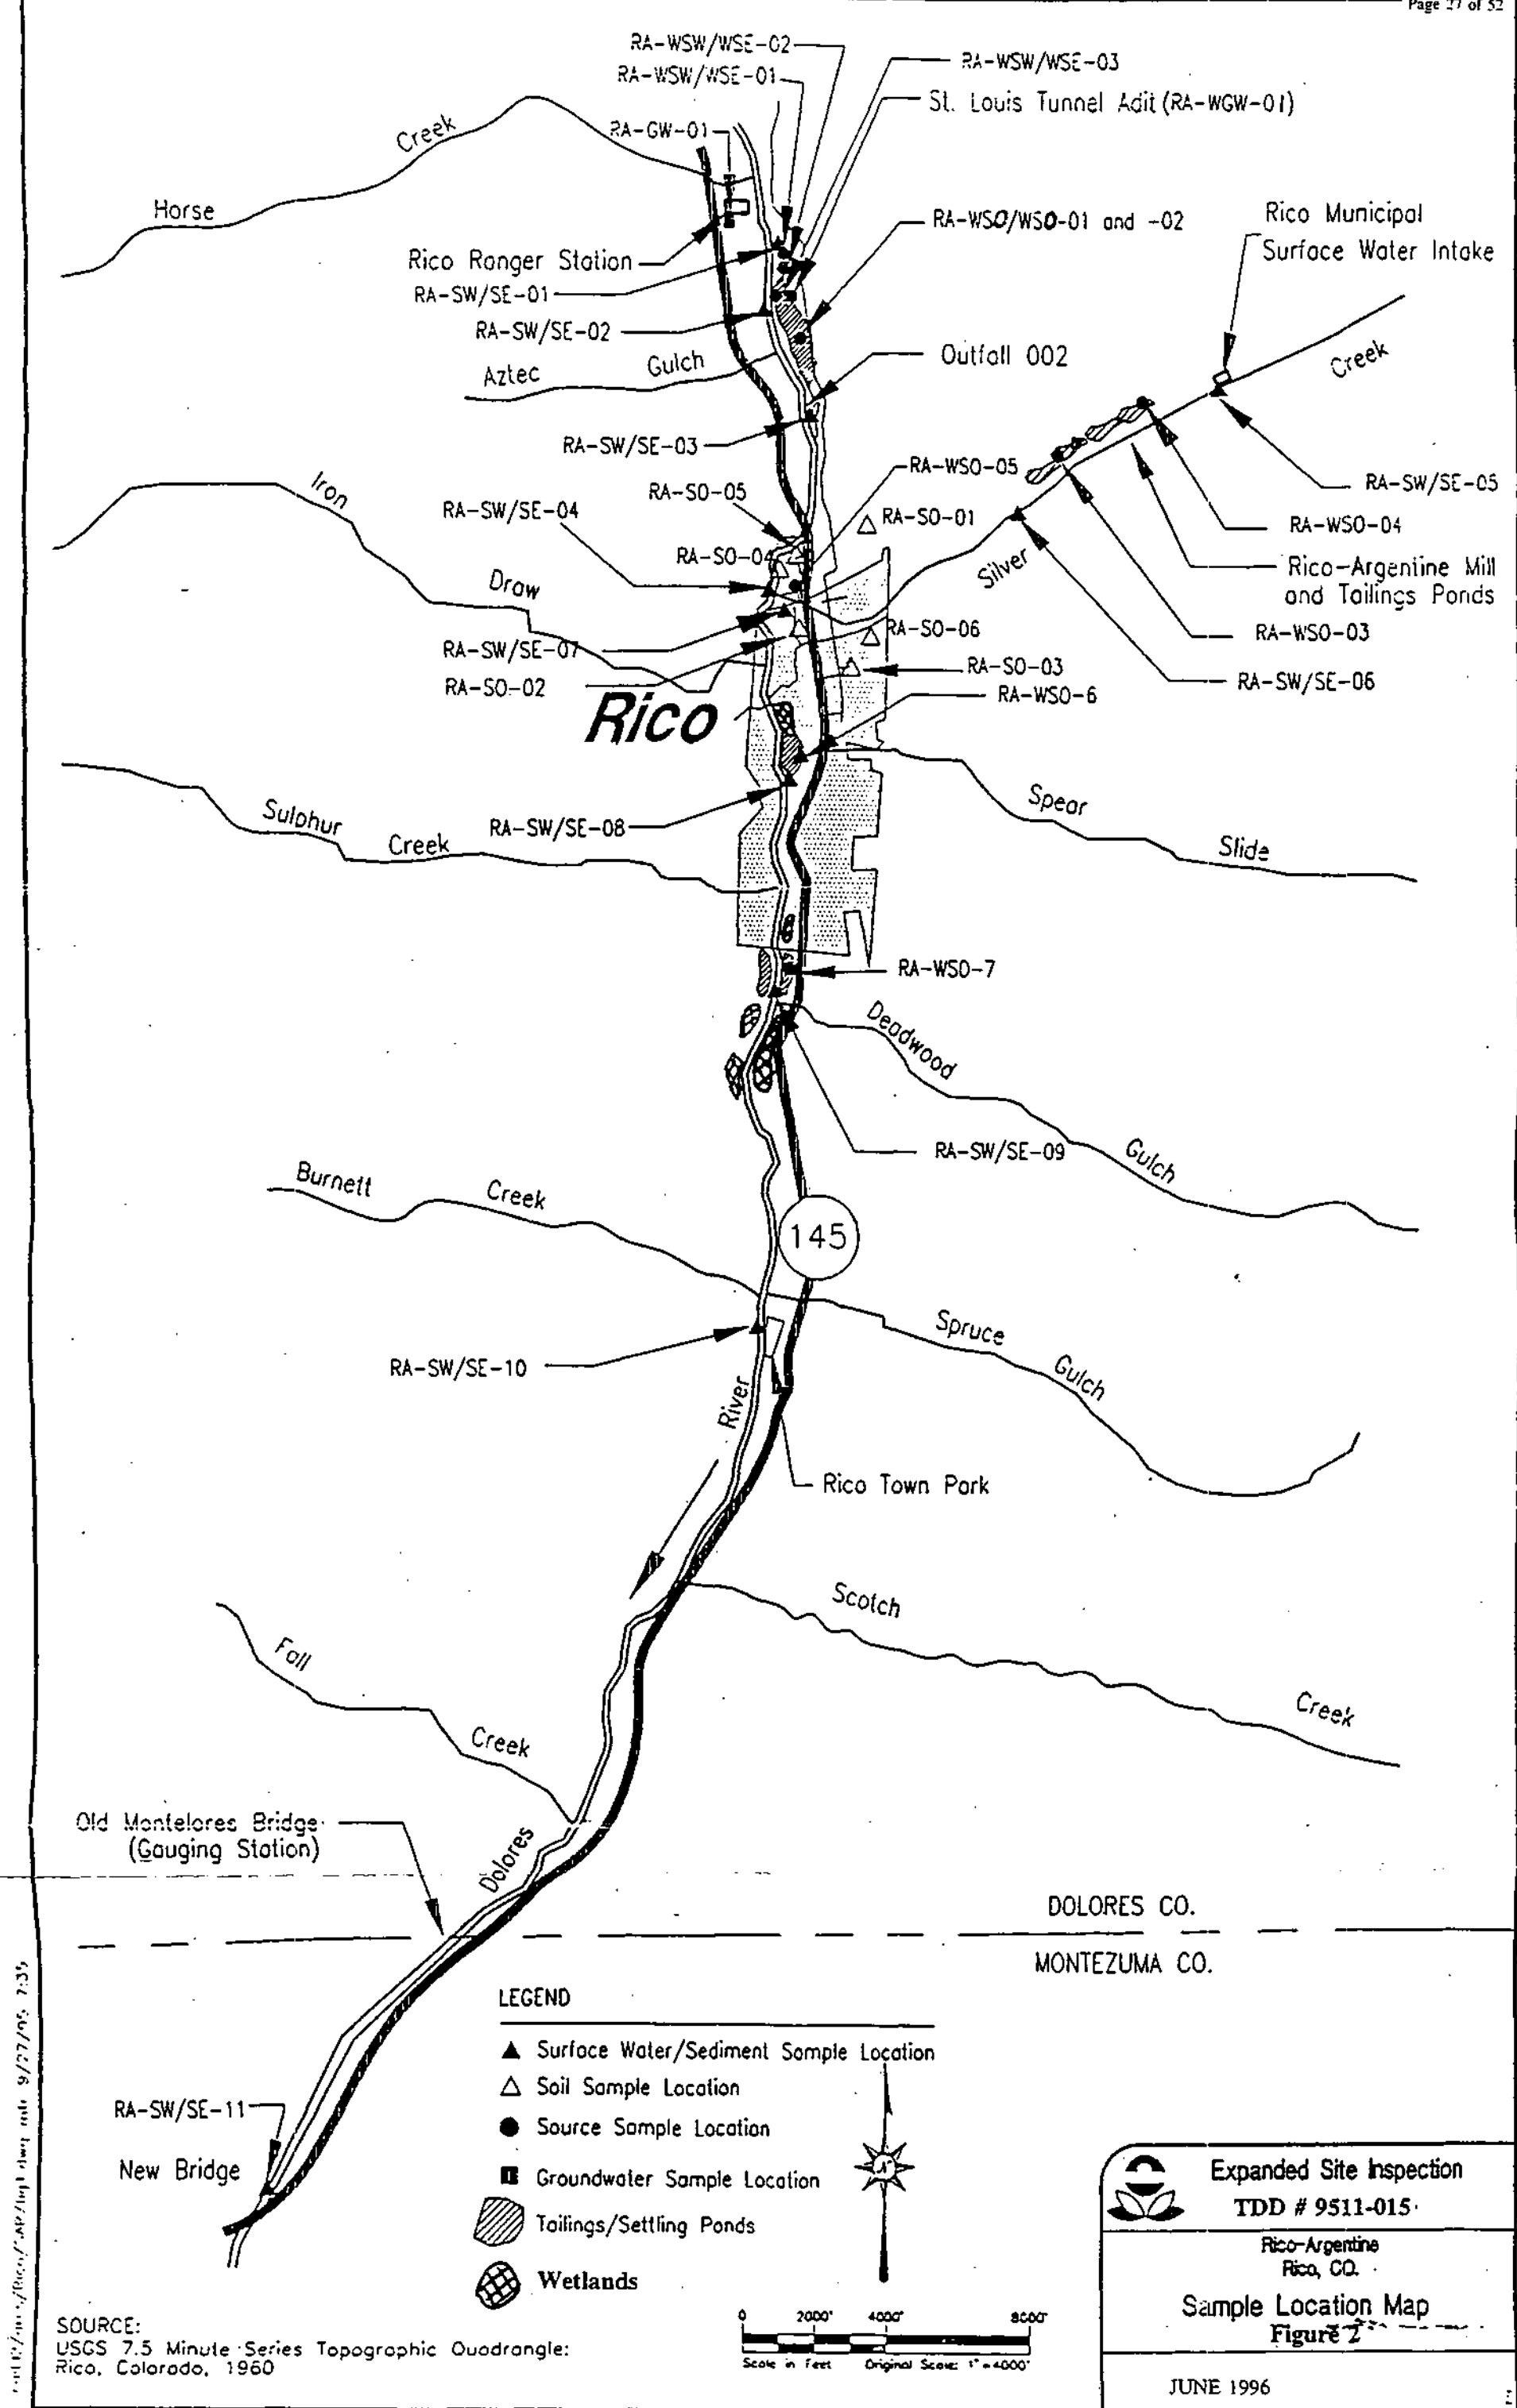 Page 27 of 52
RA-WSW/WSE-02
RA-WSW/WSE-01
RA-WSW/WSE-03
St. Louis Tunnel Adit (RA-WGW-01)
Creek
RA-GW-01
Horse
RA-WSO/WSO-01 and -02
Rico Municipal
Surface Water Intake
Rico Ranger Station
RA-SW/SE-01
RA-SW/SE-02
Outfall 002
Creek
Aztec
Gulch
RA-SW/SE-03
RA-WSO-05
RA-SW/SE-05
Iron
RA-SO-05
RA-SW/SE-04
RA-SO-01
RA-WSO-04
RA-SO-04
Silver
Rico-Argentine Mill
and Tailings Ponds
Draw
RA-SO-06
RA-WSO-03
RA-SW/SE-07
RA-SO-03
RA-SW/SE-06
RA-SO-02
RA-WSO-6
Rico
Sulphur
Creek
RA-SW/SE-08
Spear
Slide
RA-WSO-7
Deadwood
RA-SW/SE-09
Gulch
Burnett
Creek
145
Spruce
Gulch
RA-SW/SE-10
River
Rico Town Park
Scotch
Creek
Fall
Creek
Old Montelores Bridge
(Gauging Station)
Dolores
DOLORES CO.
MONTEZUMA CO.
LEGEND
Surface Water/Sediment Sample Location
Soil Sample Location
Source Sample Location
Groundwater Sample Location
Tailings/Settling Ponds
Wetlands
N
RA-SW/SE-11
New Bridge
Expanded Site Inspection
TDD # 9511-015
Rico-Argentine
Rico, CO.
Sample Location Map
Figure 2
JUNE 1996
0 2000' 4000' 8000'
Scale in Feet Original Scale: 1" = 4000'
SOURCE:
USGS 7.5 Minute Series Topographic Quadrangle:
Rico, Colorado, 1960